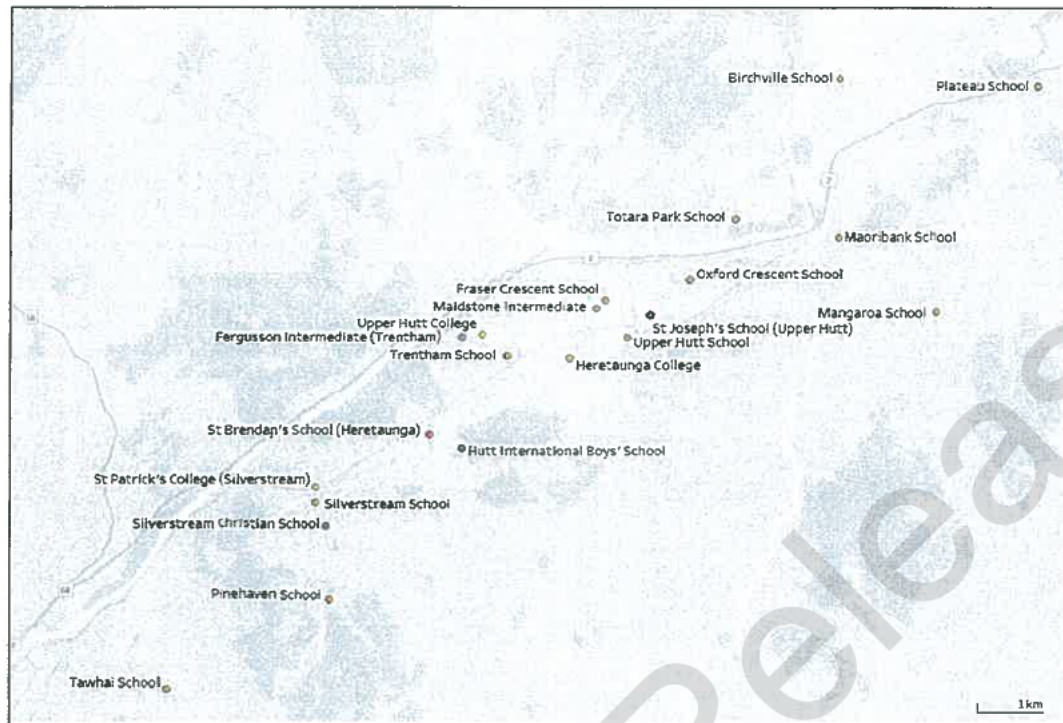 Birchville School
Plateau School
Totara Park School
Maoribank School
Oxford Crescent School
Fraser Crescent School
Maidstone Intermediate
Mangaroa School
St Joseph's School (Upper Hutt)
Upper Hutt College
Fergusson Intermediate (Trentham)
Upper Hutt School
Trentham School
Heretaunga College
St Brendan's School (Heretaunga)
Hutt International Boys' School
St Patrick's College (Silverstream)
Silverstream School
Silverstream Christian School
Pinehaven School
Tawhai School
1km
Releas